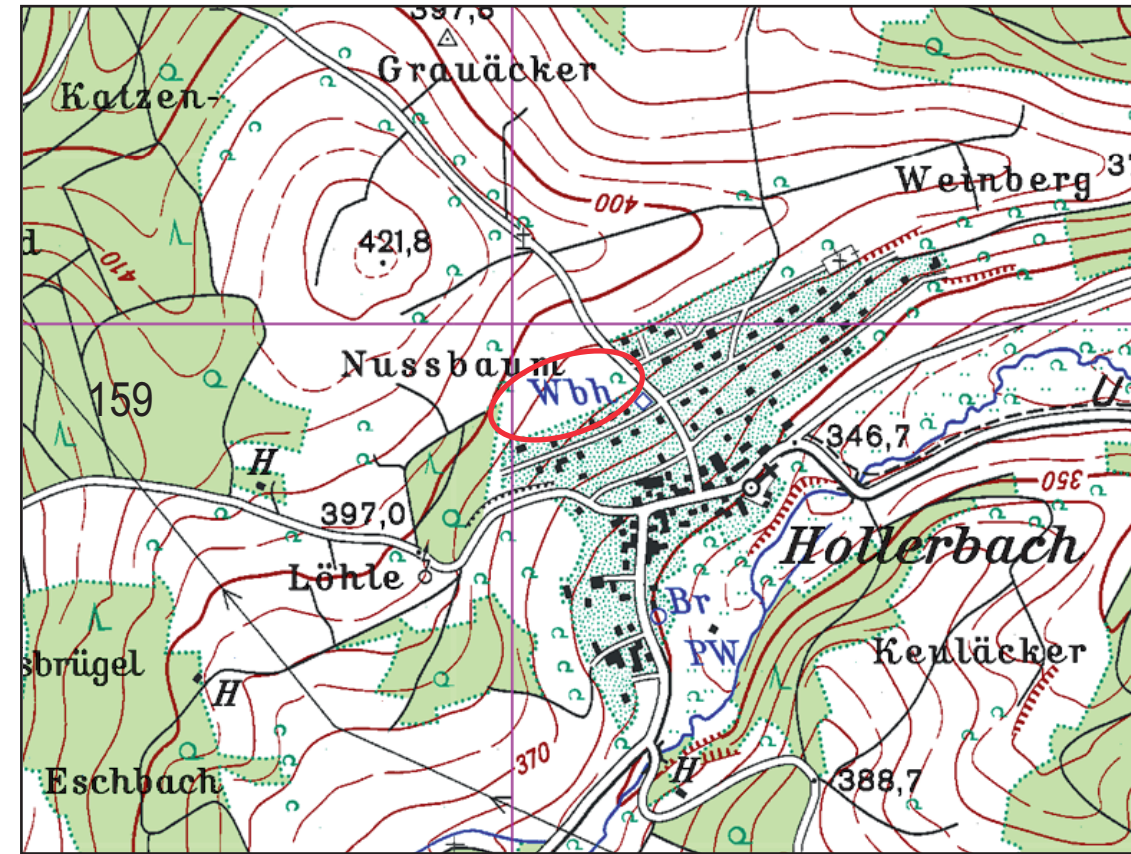 397,8
Grauäcker
Katzen-
Weinberg
400
421,8
410
d
Nussbaum
Wbh
159
U
346,7
H
350
397,0
Hollerbach
Löhle
Br
PW
Keuläcker
sbrügel
H
370
H
Eschbach
388,7